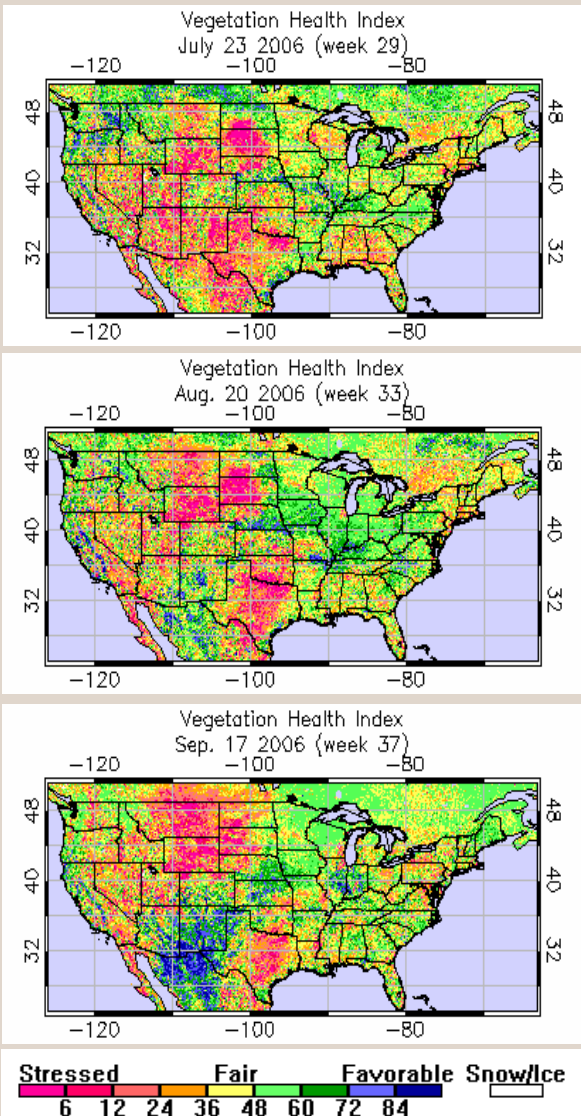 Vegetation Health Index
July 23 2006 (week 29)
−120 −100 −80
48 48
40 40
32 32
−120 −100 −80
Vegetation Health Index
Aug. 20 2006 (week 33)
−120 −100 −80
48 48
40 40
32 32
−120 −100 −80
Vegetation Health Index
Sep. 17 2006 (week 37)
−120 −100 −80
48 48
40 40
32 32
−120 −100 −80
Stressed Fair Favorable Snow/Ice
6 12 24 36 48 60 72 84